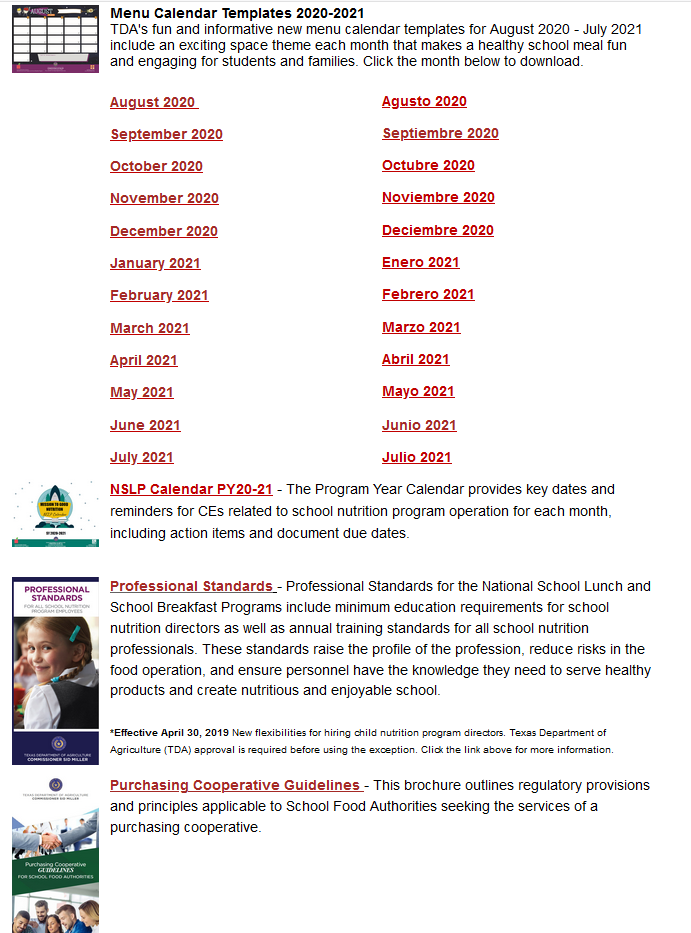 Menu Calendar Templates 2020-2021
TDA's fun and informative new menu calendar templates for August 2020 - July 2021
include an exciting space theme each month that makes a healthy school meal fun
and engaging for students and families. Click the month below to download.
AUGUST
August 2020 Agusto 2020
September 2020 Septiembre 2020
October 2020 Octubre 2020
November 2020 Noviembre 2020
December 2020 Deciembre 2020
January 2021 Enero 2021
February 2021 Febrero 2021
March 2021 Marzo 2021
April 2021 Abril 2021
May 2021 Mayo 2021
June 2021 Junio 2021
July 2021 Julio 2021
NSLP Calendar PY20-21 - The Program Year Calendar provides key dates and
reminders for CEs related to school nutrition program operation for each month,
including action items and document due dates.
MISSION TO GOOD
NUTRITION
NSLP Calendar
PY 2020-2021
PROFESSIONAL
STANDARDS
FOR ALL SCHOOL NUTRITION
PROGRAM EMPLOYEES
TEXAS DEPARTMENT OF AGRICULTURE
COMMISSIONER SID MILLER
Professional Standards - Professional Standards for the National School Lunch and
School Breakfast Programs include minimum education requirements for school
nutrition directors as well as annual training standards for all school nutrition
professionals. These standards raise the profile of the profession, reduce risks in the
food operation, and ensure personnel have the knowledge they need to serve healthy
products and create nutritious and enjoyable school.
*Effective April 30, 2019 New flexibilities for hiring child nutrition program directors. Texas Department of
Agriculture (TDA) approval is required before using the exception. Click the link above for more information.
TEXAS DEPARTMENT OF AGRICULTURE
COMMISSIONER SID MILLER
Purchasing Cooperative
GUIDELINES
FOR SCHOOL FOOD AUTHORITIES
Purchasing Cooperative Guidelines - This brochure outlines regulatory provisions
and principles applicable to School Food Authorities seeking the services of a
purchasing cooperative.